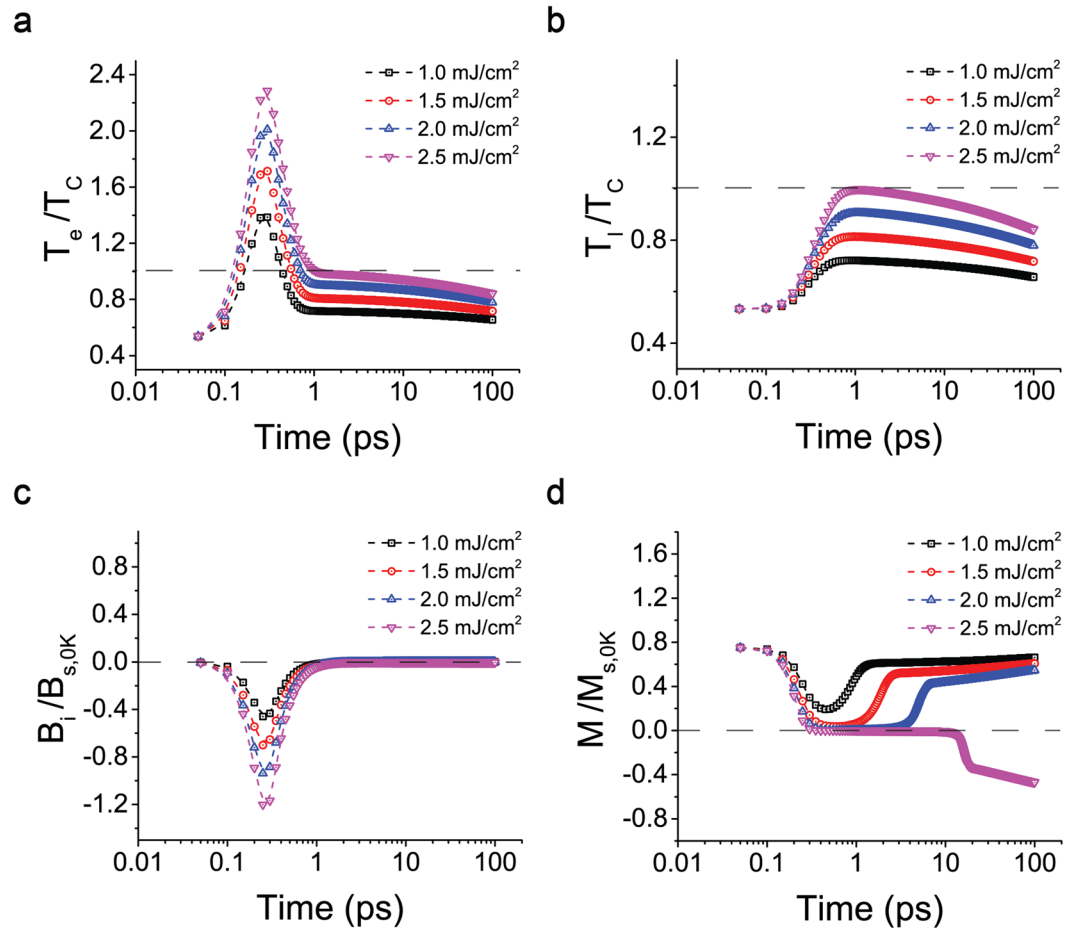 a
2.4
2.0
1.6
1.2
0.8
0.4
Te/TC
0.01
0.1
1
10
100
Time (ps)
1.0 mJ/cm²
1.5 mJ/cm²
2.0 mJ/cm²
2.5 mJ/cm²
b
1.2
0.8
0.4
Tl/TC
0.01
0.1
1
10
100
Time (ps)
1.0 mJ/cm²
1.5 mJ/cm²
2.0 mJ/cm²
2.5 mJ/cm²
c
0.8
0.4
0.0
-0.4
-0.8
-1.2
Bi/Bs,0K
0.01
0.1
1
10
100
Time (ps)
1.0 mJ/cm²
1.5 mJ/cm²
2.0 mJ/cm²
2.5 mJ/cm²
d
1.6
1.2
0.8
0.4
0.0
-0.4
-0.8
M/Ms,0K
0.01
0.1
1
10
100
Time (ps)
1.0 mJ/cm²
1.5 mJ/cm²
2.0 mJ/cm²
2.5 mJ/cm²